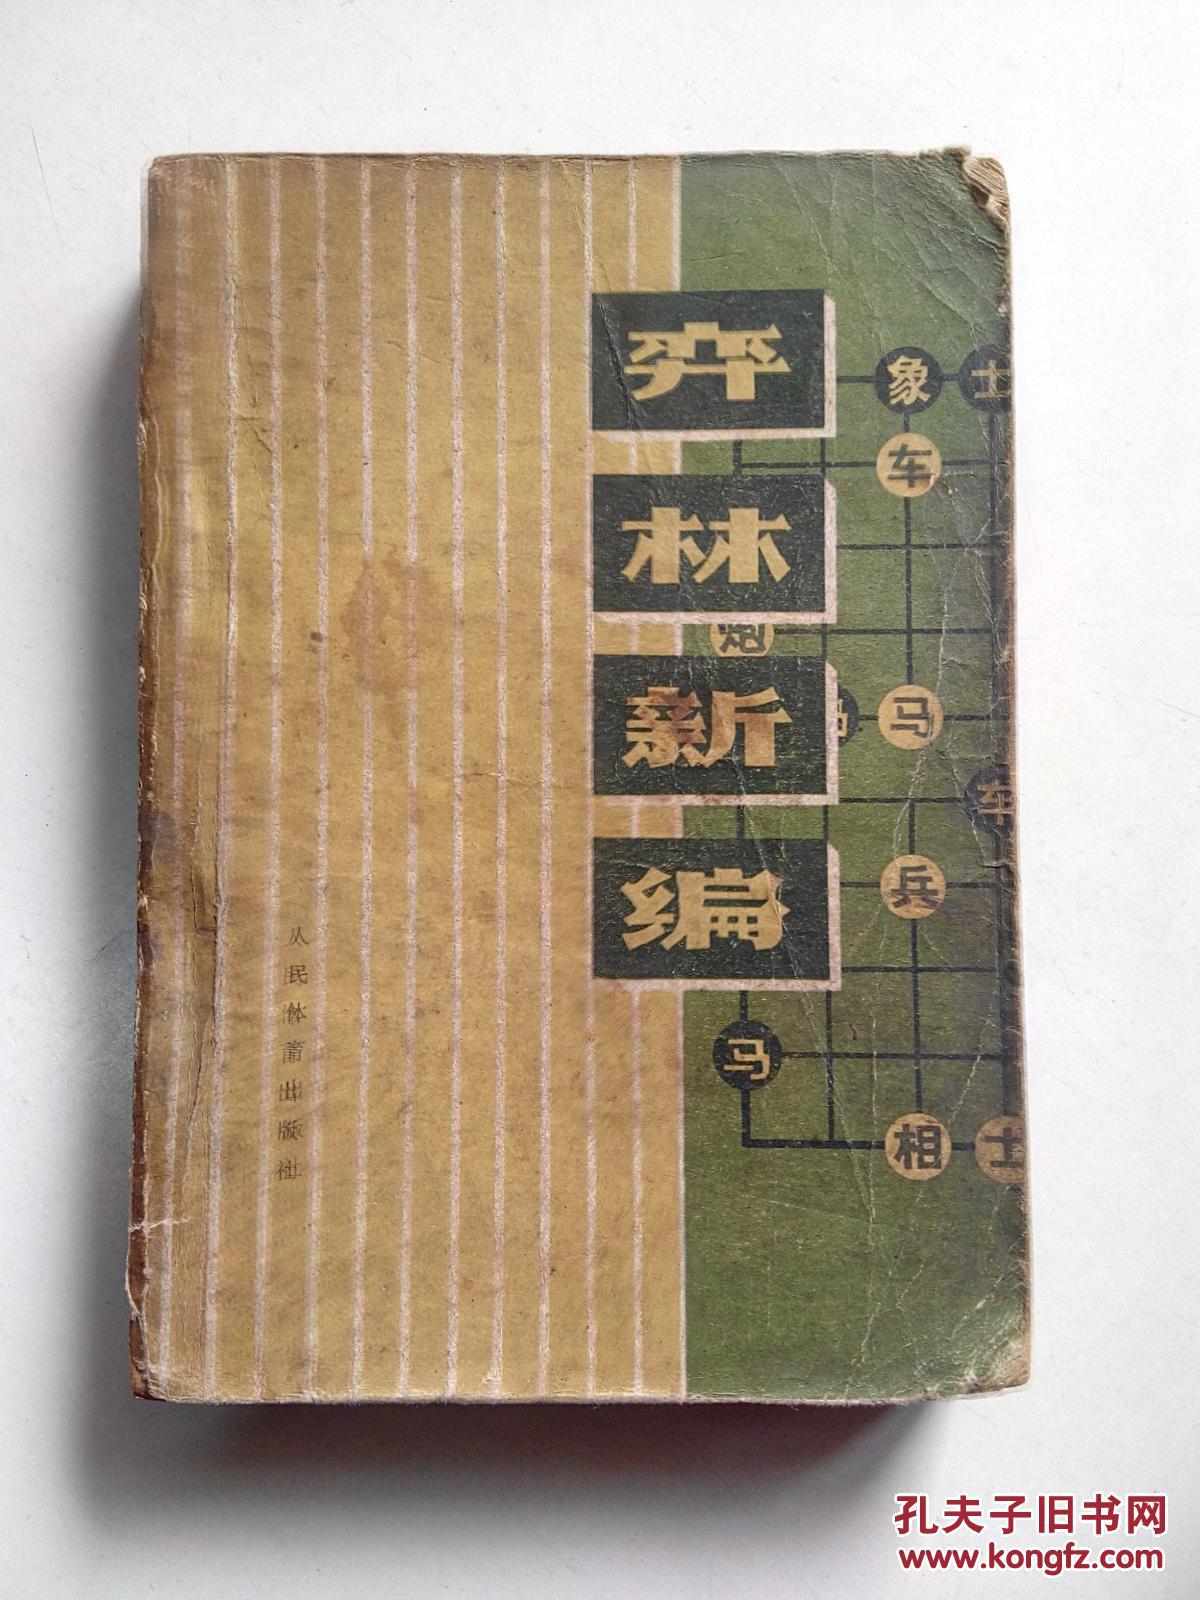 弈林新编
人民体育出版社
象
士
车
炮
马
车
兵
马
相
士
孔夫子旧书网
www.kongfz.com